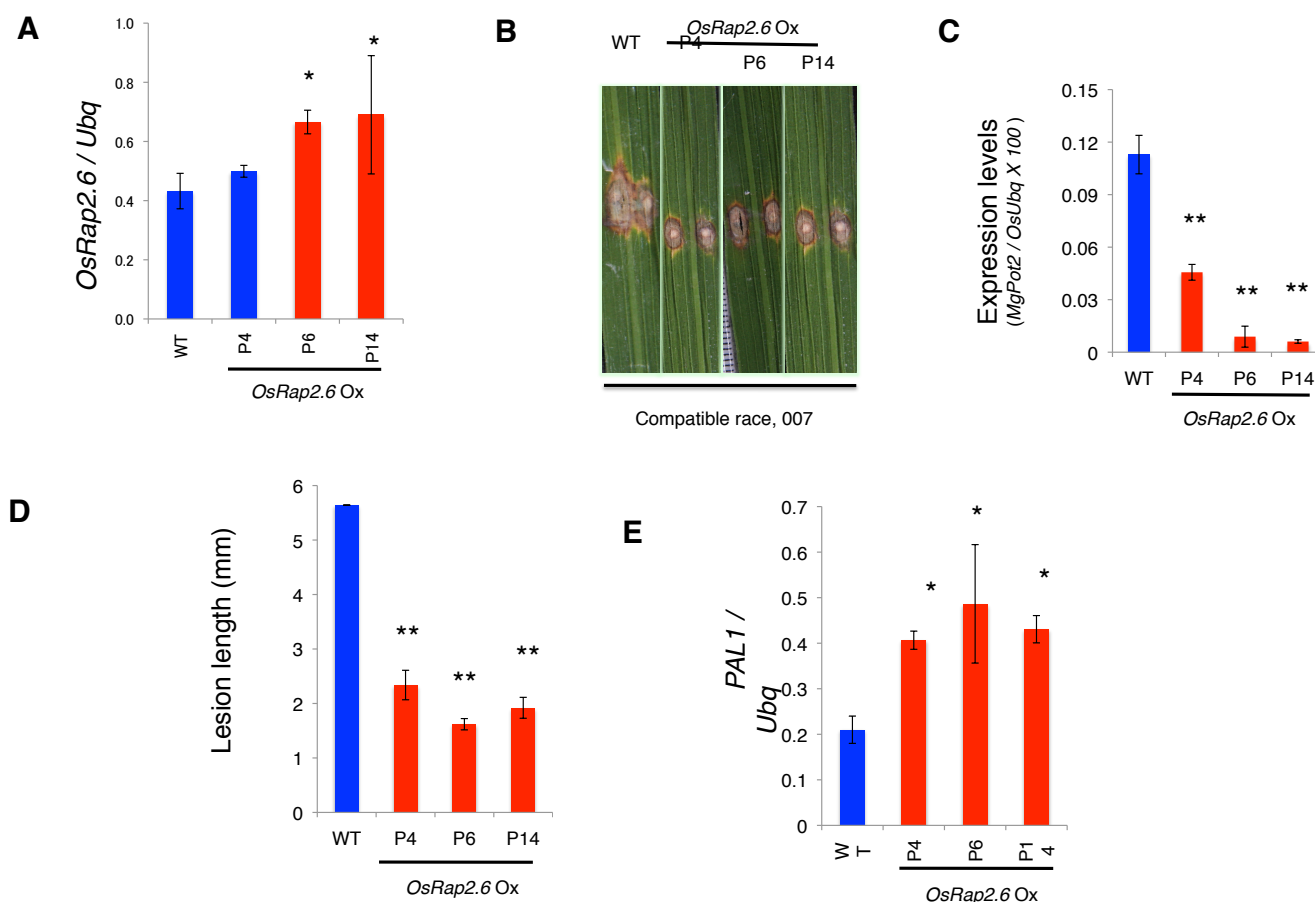 A
OsRap2.6 / Ubq
1.0
0.8
0.6
0.4
0.2
0.0
*
*
WT
P4
P6
P14
OsRap2.6 Ox
B
OsRap2.6 Ox
WT
P4
P6
P14
Compatible race, 007
C
Expression levels
(MgPot2 / OsUbq X 100 )
0.15
0.12
0.09
0.06
0.03
0
**
**
**
WT
P4
P6
P14
OsRap2.6 Ox
D
Lesion length (mm)
6
5
4
3
2
1
0
**
**
**
WT
P4
P6
P14
OsRap2.6 Ox
E
PAL1 /
Ubq
0.7
0.6
0.5
0.4
0.3
0.2
0.1
0
*
*
*
W
T
P4
P6
P1
4
OsRap2.6 Ox